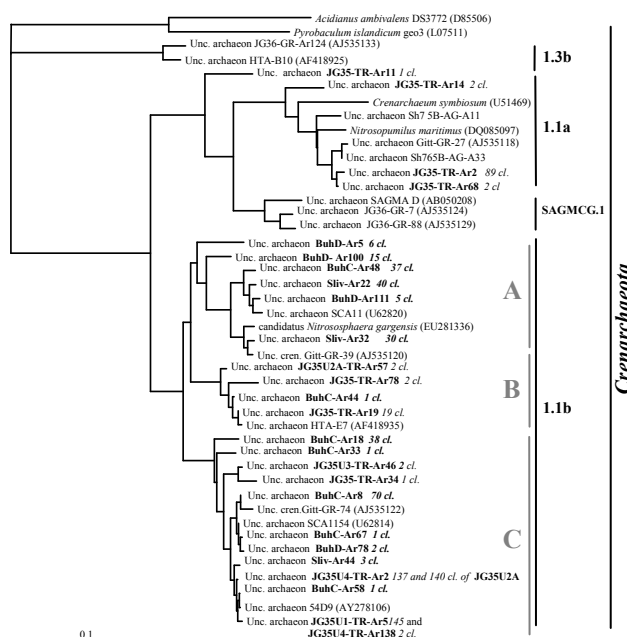 Acidianus ambivalens DS3772 (D85506)
Pyrobaculum islandicum geo3 (L07511)
Unc. archaeon JG36-GR-Ar124 (AJ535133)
Unc. archaeon HTA-B10 (AF418925)
1.3b
Unc. archaeon JG35-TR-Ar11 1 cl.
Unc. archaeon JG35-TR-Ar14 2 cl.
Crenarchaeum symbiosum (U51469)
Unc. archaeon Sh7 5B-AG-A11
Nitrosopumilus maritimus (DQ085097)
Unc. archaeon Gitt-GR-27 (AJ535118)
Unc. archaeon Sh765B-AG-A33
Unc. archaeon JG35-TR-Ar2 89 cl.
Unc. archaeon JG35-TR-Ar68 2 cl
1.1a
Unc. archaeon SAGMA D (AB050208)
Unc. archaeon JG36-GR-7 (AJ535124)
Unc. archaeon JG36-GR-88 (AJ535129)
SAGMCG.1
Unc. archaeon BuhD-Ar5 6 cl.
Unc. archaeon BuhD- Ar100 15 cl.
Unc. archaeon BuhC-Ar48 37 cl.
Unc. archaeon Sliv-Ar22 40 cl.
Unc. archaeon BuhD-Ar111 5 cl.
Unc. archaeon SCA11 (U62820)
candidatus Nitrososphaera gargensis (EU281336)
Unc. archaeon Sliv-Ar32 30 cl.
Unc. cren. Gitt-GR-39 (AJ535120)
A
Unc. archaeon JG35U2A-TR-Ar57 2 cl.
Unc. archaeon JG35-TR-Ar78 2 cl.
Unc. archaeon BuhC-Ar44 1 cl.
Unc. archaeon JG35-TR-Ar19 19 cl.
Unc. archaeon HTA-E7 (AF418935)
B
1.1b
Unc. archaeon BuhC-Ar18 38 cl.
Unc. archaeon BuhC-Ar33 1 cl.
Unc. archaeon JG35U3-TR-Ar46 2 cl.
Unc. archaeon JG35-TR-Ar34 1 cl.
Unc. archaeon BuhC-Ar8 70 cl.
Unc. cren.Gitt-GR-74 (AJ535122)
Unc. archaeon SCA1154 (U62814)
Unc. archaeon BuhC-Ar67 1 cl.
Unc. archaeon BuhD-Ar78 2 cl.
Unc. archaeon Sliv-Ar44 3 cl.
Unc. archaeon JG35U4-TR-Ar2 137 and 140 cl. of JG35U2A
Unc. archaeon BuhC-Ar58 1 cl.
Unc. archaeon 54D9 (AY278106)
Unc. archaeon JG35U1-TR-Ar5/45 and
JG35U4-TR-Ar138 2 cl.
C
Crenarchaeota
0.1